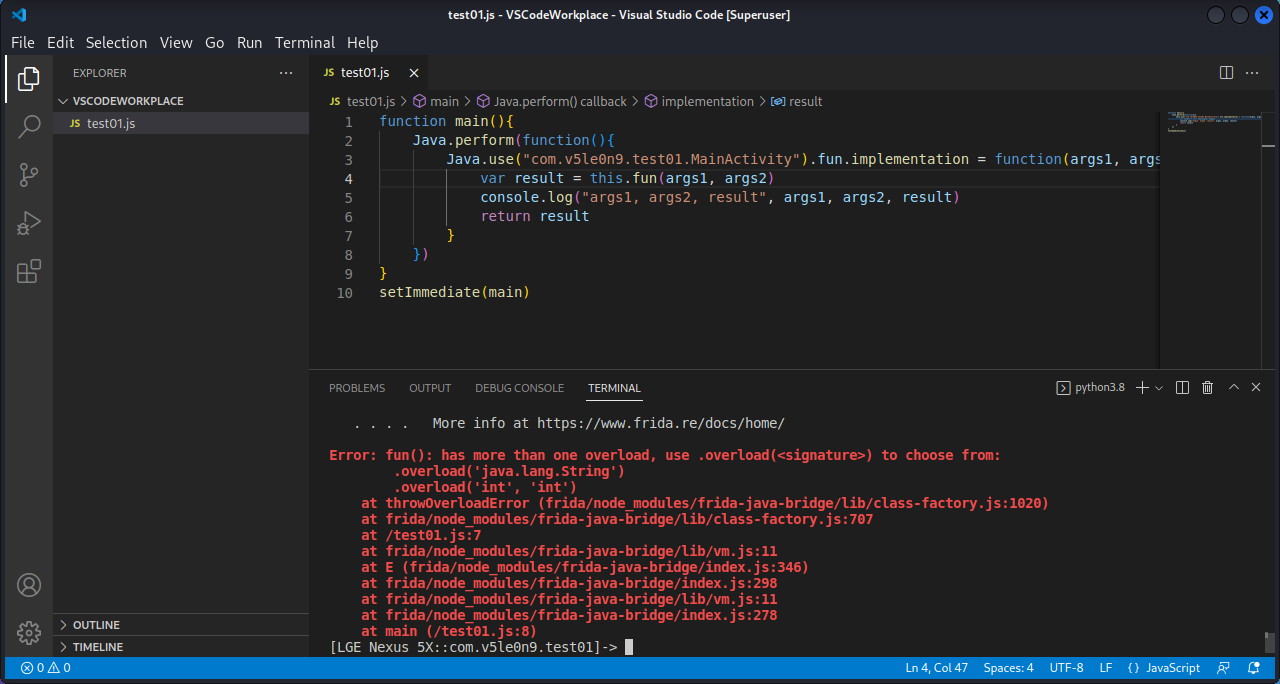 test01.js - VSCodeWorkplace - Visual Studio Code [Superuser]
File Edit Selection View Go Run Terminal Help
EXPLORER
VSCODEWORKPLACE
JS test01.js
OUTLINE
TIMELINE
JS test01.js
JS test01.js > main > Java.perform() callback > implementation > result
1 function main(){
2 Java.perform(function(){
3 Java.use("com.v5le0n9.test01.MainActivity").fun.implementation = function(args1, args
4 var result = this.fun(args1, args2)
5 console.log("args1, args2, result", args1, args2, result)
6 return result
7 }
8 })
9 }
10 setImmediate(main)
PROBLEMS OUTPUT DEBUG CONSOLE TERMINAL
python3.8
. . . . More info at https://www.frida.re/docs/home/
Error: fun(): has more than one overload, use .overload(<signature>) to choose from:
.overload('java.lang.String')
.overload('int', 'int')
at throwOverloadError (frida/node_modules/frida-java-bridge/lib/class-factory.js:1020)
at frida/node_modules/frida-java-bridge/lib/class-factory.js:707
at /test01.js:7
at frida/node_modules/frida-java-bridge/lib/vm.js:11
at E (frida/node_modules/frida-java-bridge/index.js:346)
at frida/node_modules/frida-java-bridge/index.js:298
at frida/node_modules/frida-java-bridge/lib/vm.js:11
at frida/node_modules/frida-java-bridge/index.js:278
at main (/test01.js:8)
[LGE Nexus 5X::com.v5le0n9.test01]->
0 0
Ln 4, Col 47 Spaces: 4 UTF-8 LF {} JavaScript